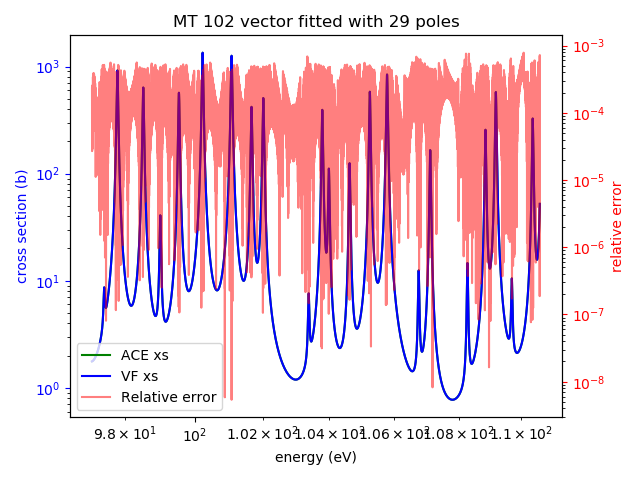 MT 102 vector fitted with 29 poles
10³
10²
10¹
10⁰
cross section (b)
10⁻³
10⁻⁴
10⁻⁵
10⁻⁶
10⁻⁷
10⁻⁸
relative error
ACE xs
VF xs
Relative error
9.8 × 10¹
10²
1.02 × 10²
1.04 × 10²
1.06 × 10²
1.08 × 10²
1.1 × 10²
energy (eV)